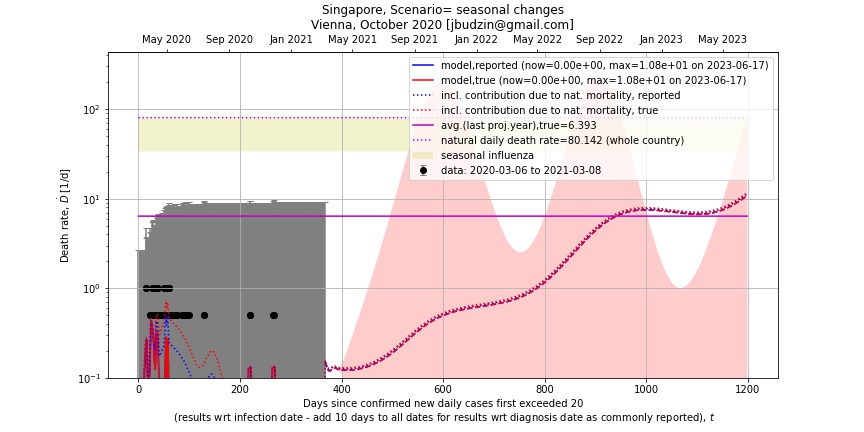 Singapore, Scenario= seasonal changes
Vienna, October 2020 [jbudzin@gmail.com]
May 2020 Sep 2020 Jan 2021 May 2021 Sep 2021 Jan 2022 May 2022 Sep 2022 Jan 2023 May 2023
model,reported (now=0.00e+00, max=1.08e+01 on 2023-06-17)
model,true (now=0.00e+00, max=1.08e+01 on 2023-06-17)
incl. contribution due to nat. mortality, reported
incl. contribution due to nat. mortality, true
avg.(last proj.year),true=6.393
natural daily death rate=80.142 (whole country)
seasonal influenza
data: 2020-03-06 to 2021-03-08
Death rate, D [1/d]
10²
10¹
10⁰
10⁻¹
0 200 400 600 800 1000 1200
Days since confirmed new daily cases first exceeded 20
(results wrt infection date - add 10 days to all dates for results wrt diagnosis date as commonly reported), t